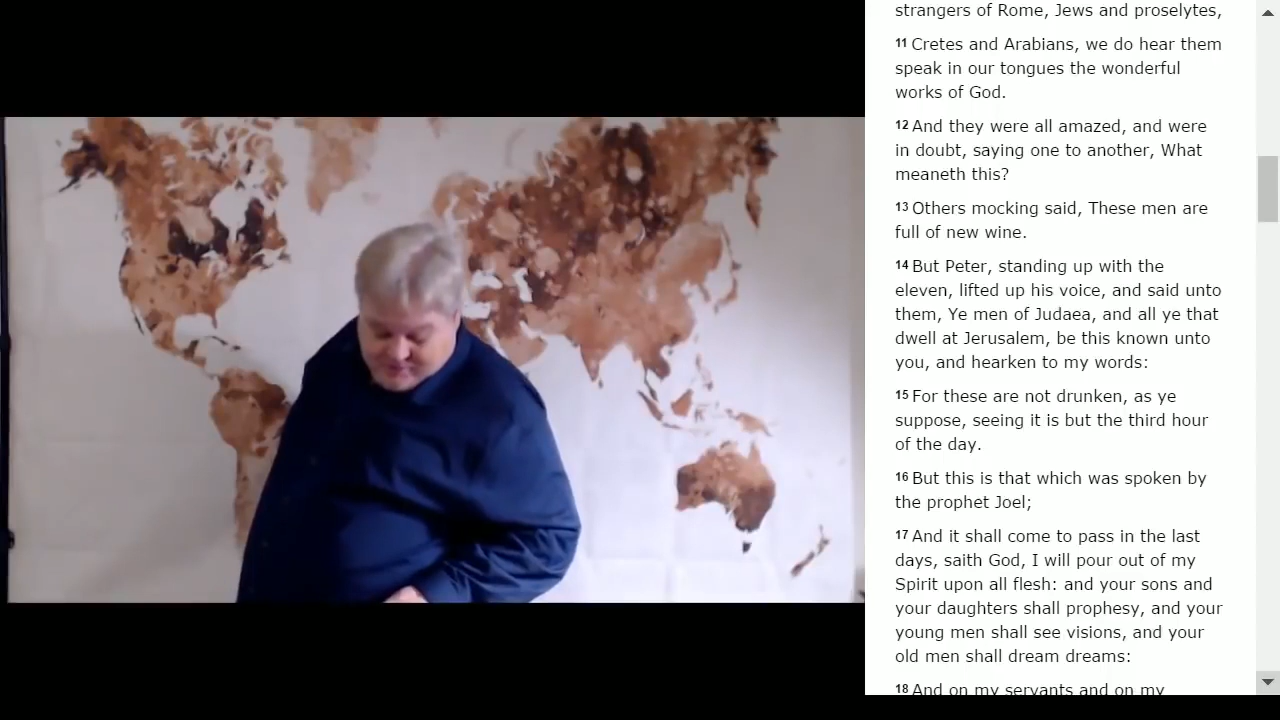 strangers of Rome, Jews and proselytes,
11 Cretes and Arabians, we do hear them
speak in our tongues the wonderful
works of God.
12 And they were all amazed, and were
in doubt, saying one to another, What
meaneth this?
13 Others mocking said, These men are
full of new wine.
14 But Peter, standing up with the
eleven, lifted up his voice, and said unto
them, Ye men of Judaea, and all ye that
dwell at Jerusalem, be this known unto
you, and hearken to my words:
15 For these are not drunken, as ye
suppose, seeing it is but the third hour
of the day.
16 But this is that which was spoken by
the prophet Joel;
17 And it shall come to pass in the last
days, saith God, I will pour out of my
Spirit upon all flesh: and your sons and
your daughters shall prophesy, and your
young men shall see visions, and your
old men shall dream dreams:
18 And on my servants and on my